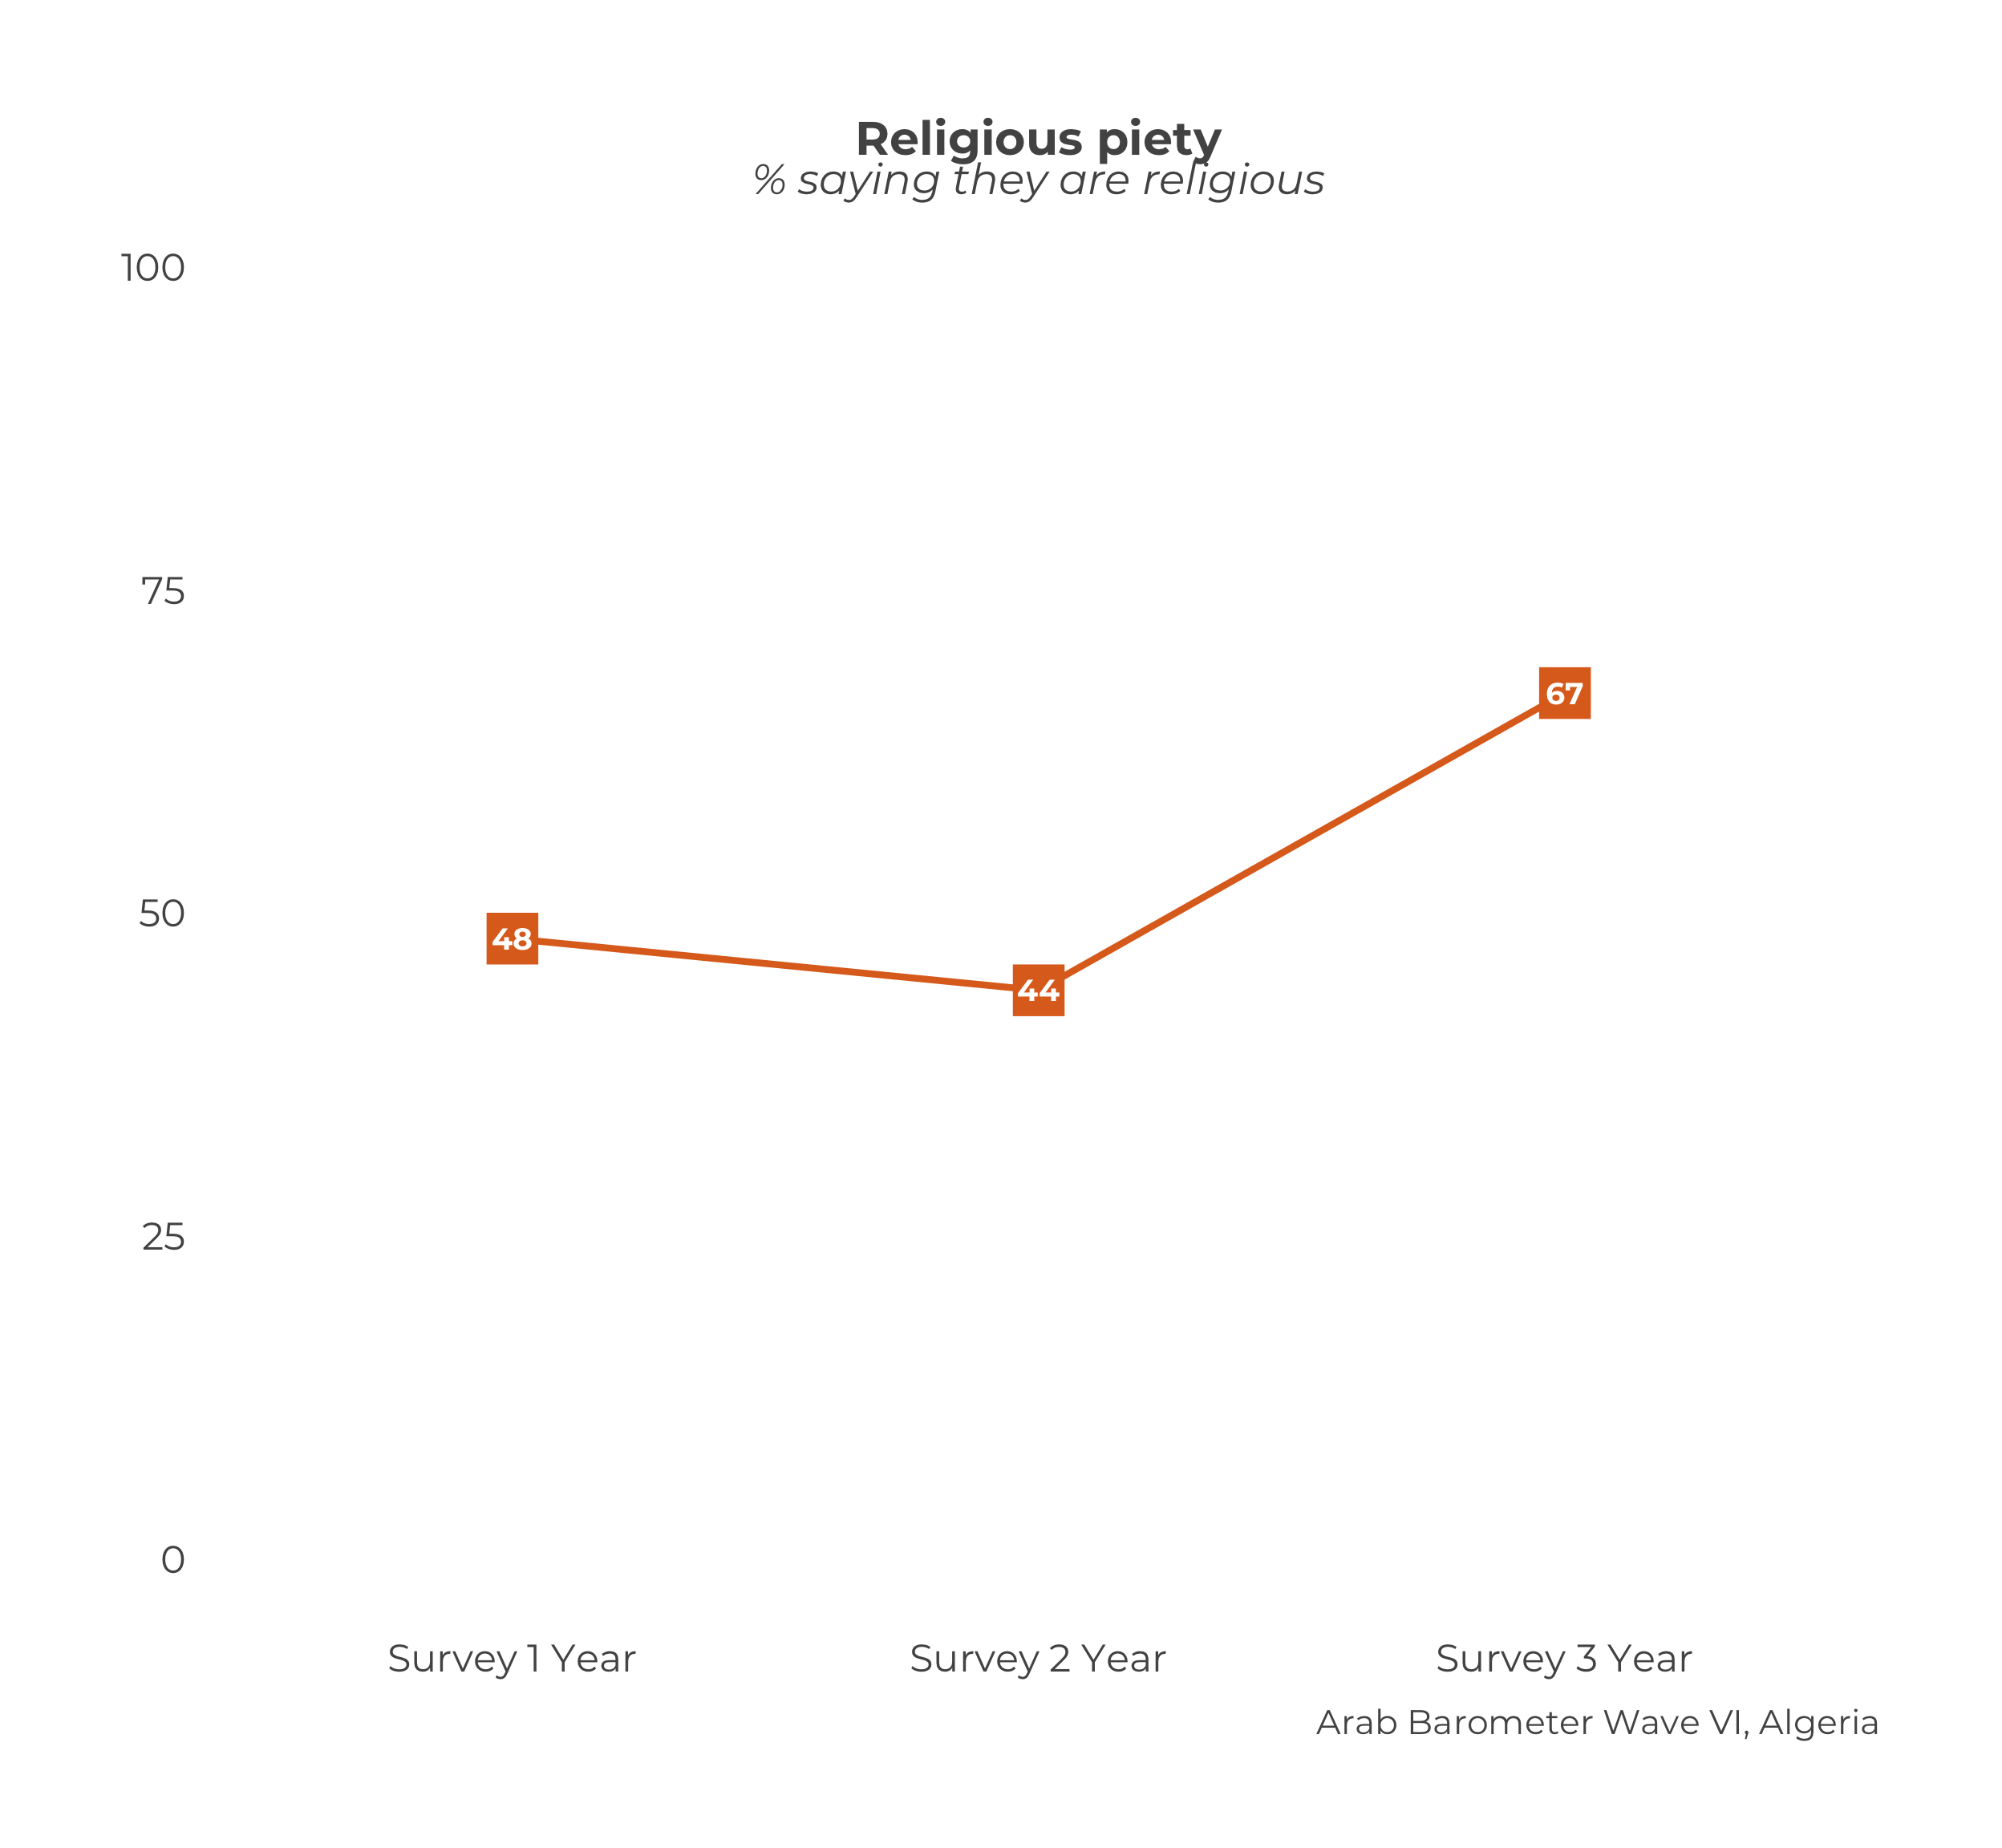 Religious piety
% saying they are religious
100
75
67
50
48
44
25
0
Survey 1 Year Survey 2 Year Survey 3 Year
Arab Barometer Wave VI, Algeria